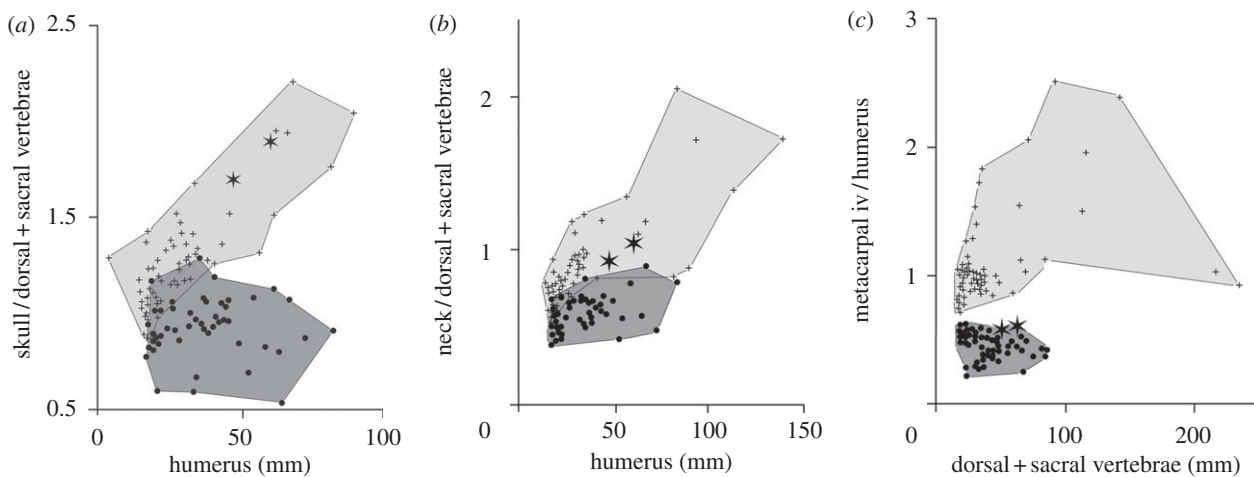 (a)
2.5
1.5
0.5
0
50
100
skull / dorsal + sacral vertebrae
humerus (mm)
(b)
2
1
0
50
100
150
neck / dorsal + sacral vertebrae
humerus (mm)
(c)
3
2
1
0
100
200
metacarpal iv / humerus
dorsal + sacral vertebrae (mm)